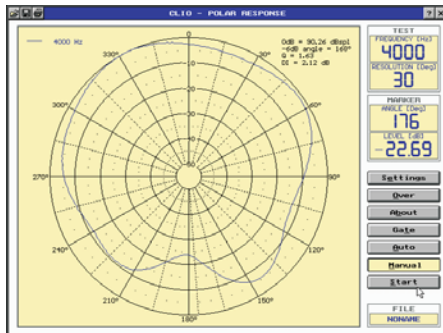 CLIO - POLAR RESPONSE
4000 Hz
0dB = 90.26 dBspl
-6dB angle = 168°
Q = 1.63
DI = 2.12 dB
0
30°
60°
90°
120°
150°
180°
210°
240°
270°
300°
330°
TEST
FREQUENCY [Hz]
4000
RESOLUTION [Deg]
30
MARKER
ANGLE [Deg]
176
LEVEL [dB]
-22.69
Settings
Over
About
Gate
Auto
Manual
Start
FILE
NONAME